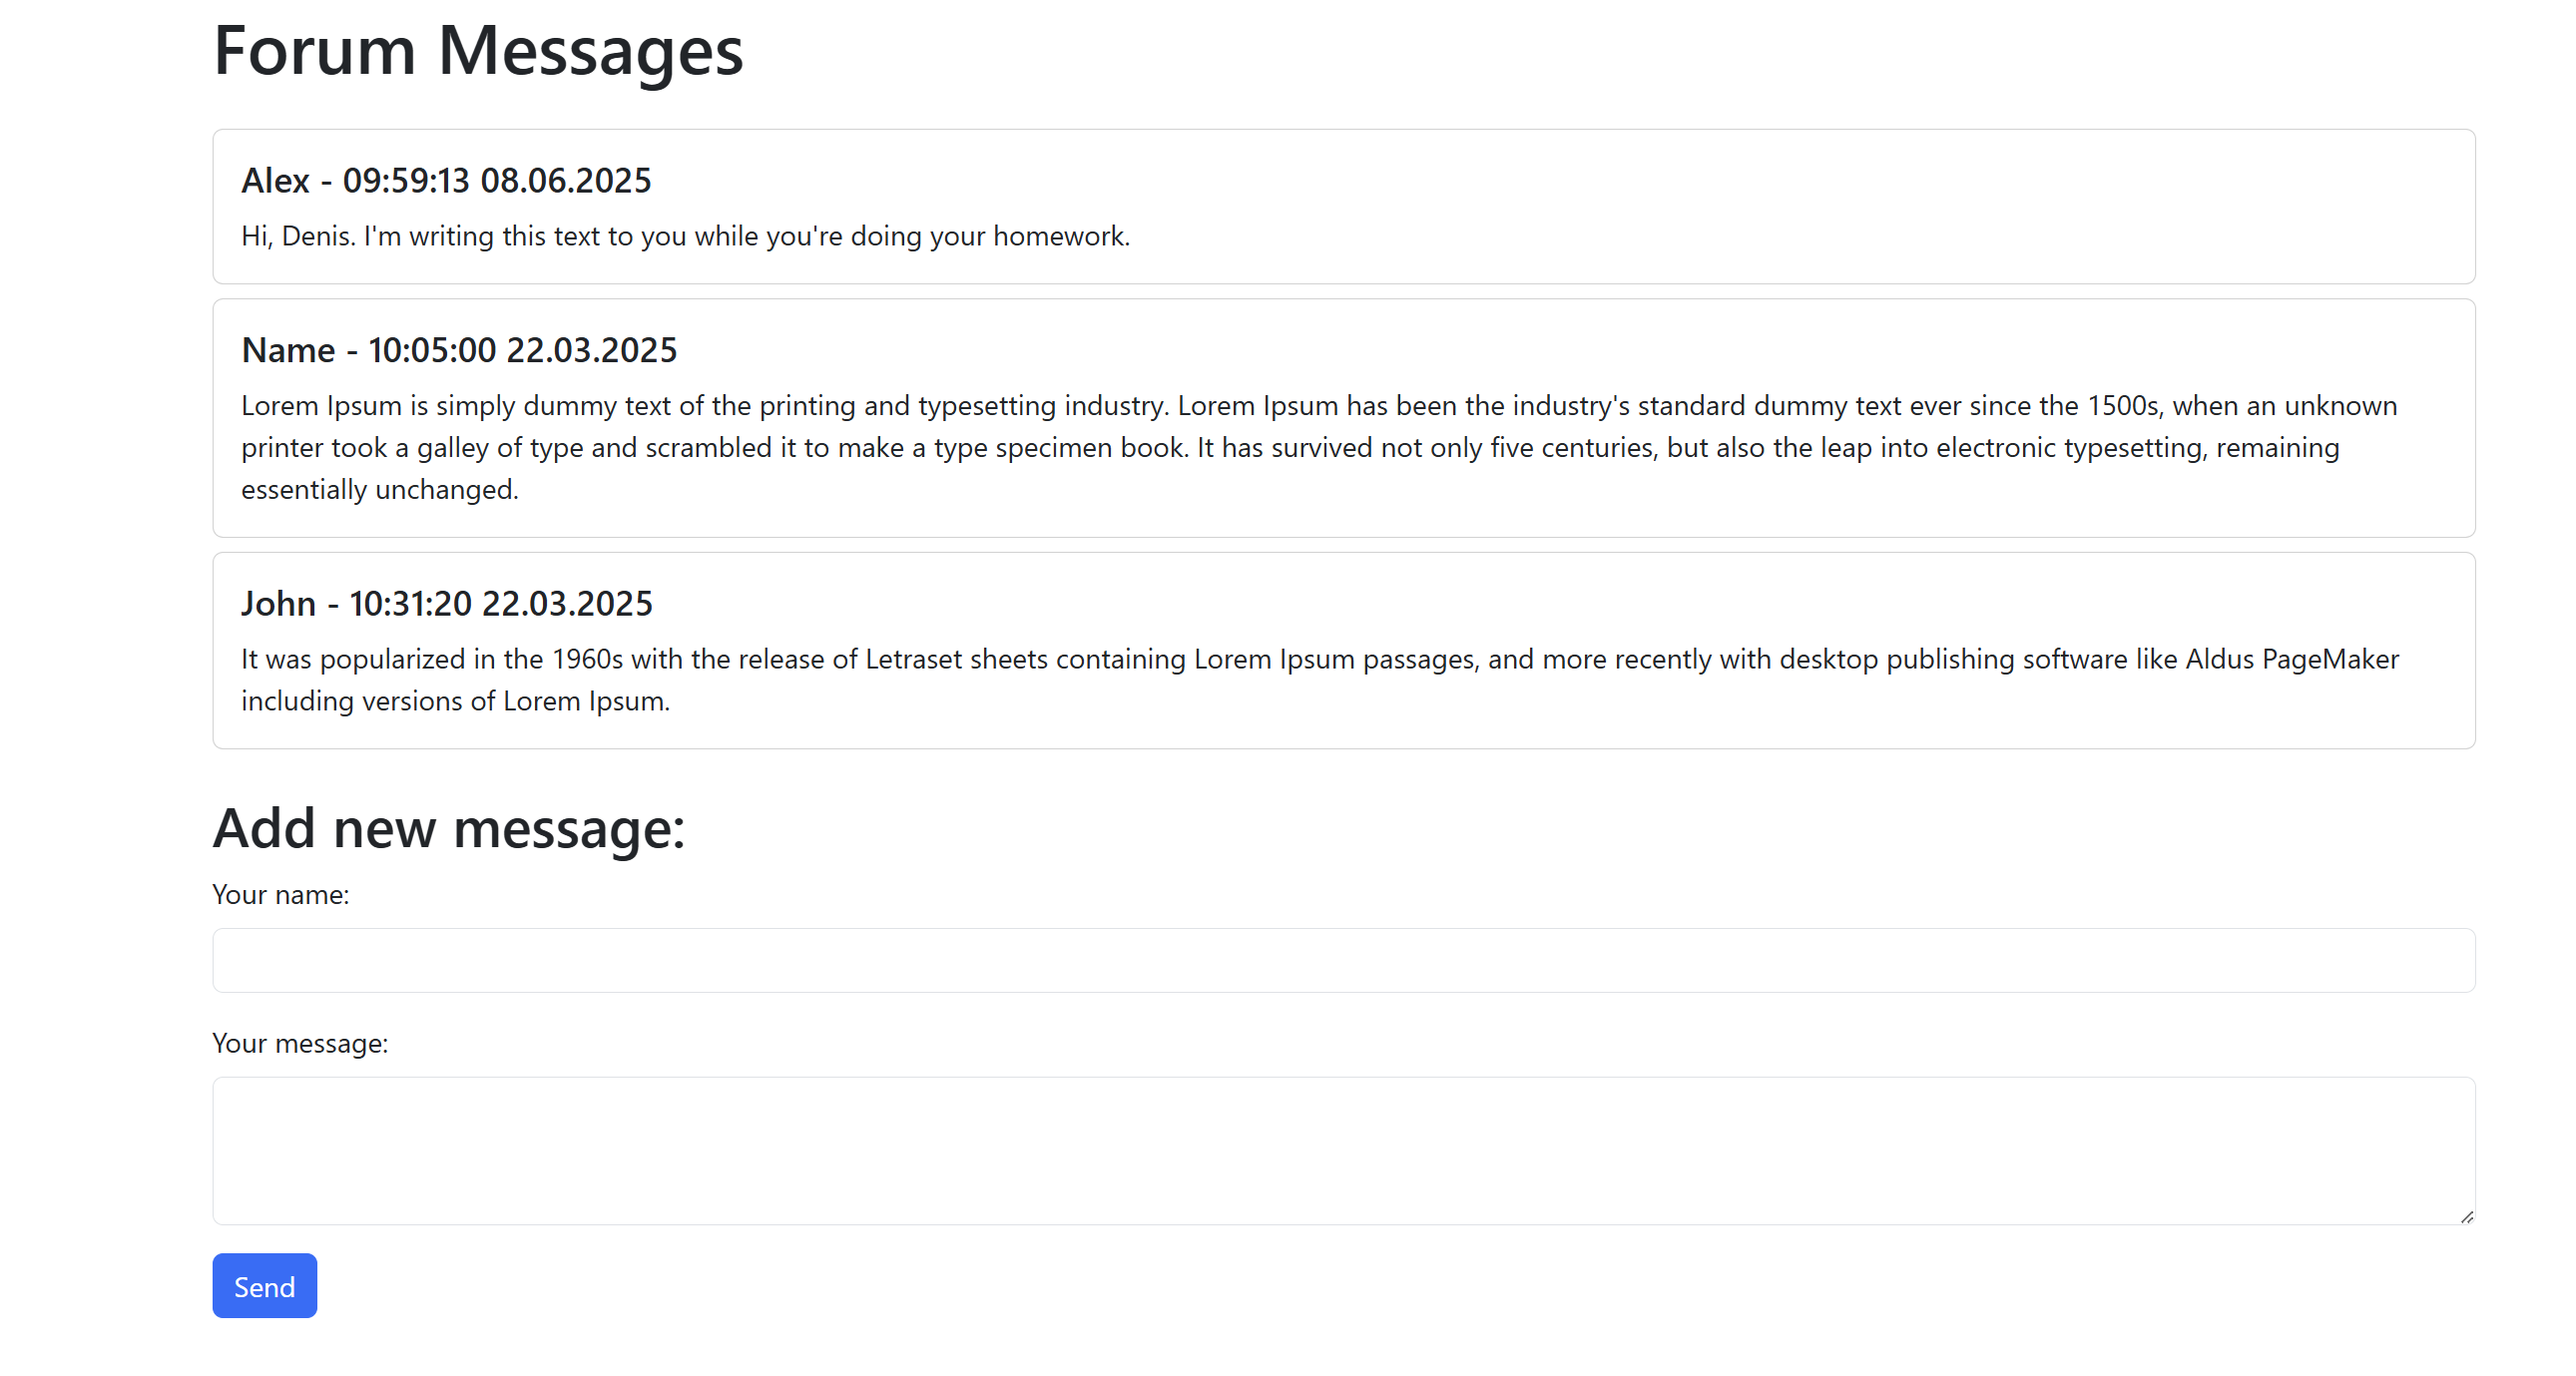 Forum Messages
Alex - 09:59:13 08.06.2025
Hi, Denis. I'm writing this text to you while you're doing your homework.
Name - 10:05:00 22.03.2025
Lorem Ipsum is simply dummy text of the printing and typesetting industry. Lorem Ipsum has been the industry's standard dummy text ever since the 1500s, when an unknown
printer took a galley of type and scrambled it to make a type specimen book. It has survived not only five centuries, but also the leap into electronic typesetting, remaining
essentially unchanged.
John - 10:31:20 22.03.2025
It was popularized in the 1960s with the release of Letraset sheets containing Lorem Ipsum passages, and more recently with desktop publishing software like Aldus PageMaker
including versions of Lorem Ipsum.
Add new message:
Your name:
Your message:
Send